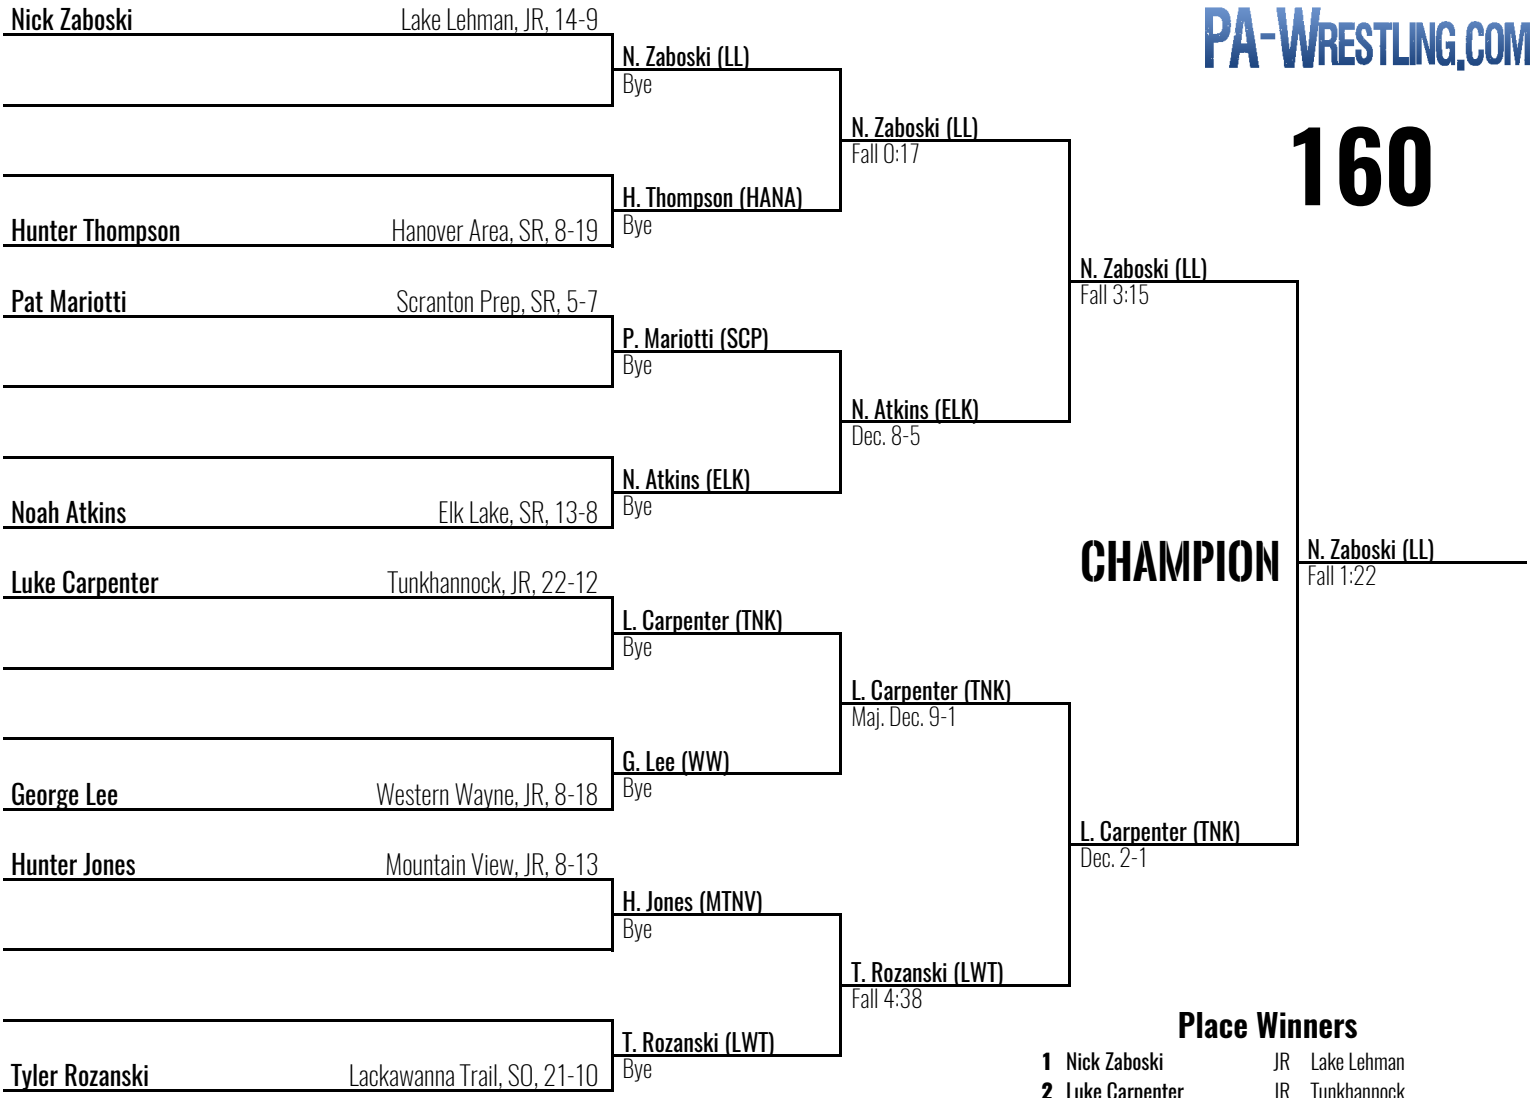 PA-WRESTLING.COM
160
Nick Zaboski Lake Lehman, JR, 14-9
N. Zaboski (LL)
Bye
N. Zaboski (LL)
Fall 0:17
H. Thompson (HANA)
Bye
Hunter Thompson Hanover Area, SR, 8-19
N. Zaboski (LL)
Fall 3:15
Pat Mariotti Scranton Prep, SR, 5-7
P. Mariotti (SCP)
Bye
N. Atkins (ELK)
Dec. 8-5
N. Atkins (ELK)
Bye
Noah Atkins Elk Lake, SR, 13-8
CHAMPION
N. Zaboski (LL)
Fall 1:22
Luke Carpenter Tunkhannock, JR, 22-12
L. Carpenter (TNK)
Bye
L. Carpenter (TNK)
Maj. Dec. 9-1
G. Lee (WW)
Bye
George Lee Western Wayne, JR, 8-18
L. Carpenter (TNK)
Dec. 2-1
Hunter Jones Mountain View, JR, 8-13
H. Jones (MTNV)
Bye
T. Rozanski (LWT)
Fall 4:38
T. Rozanski (LWT)
Bye
Tyler Rozanski Lackawanna Trail, SO, 21-10
Place Winners
1 Nick Zaboski JR Lake Lehman
2 Luke Carpenter JR Tunkhannock